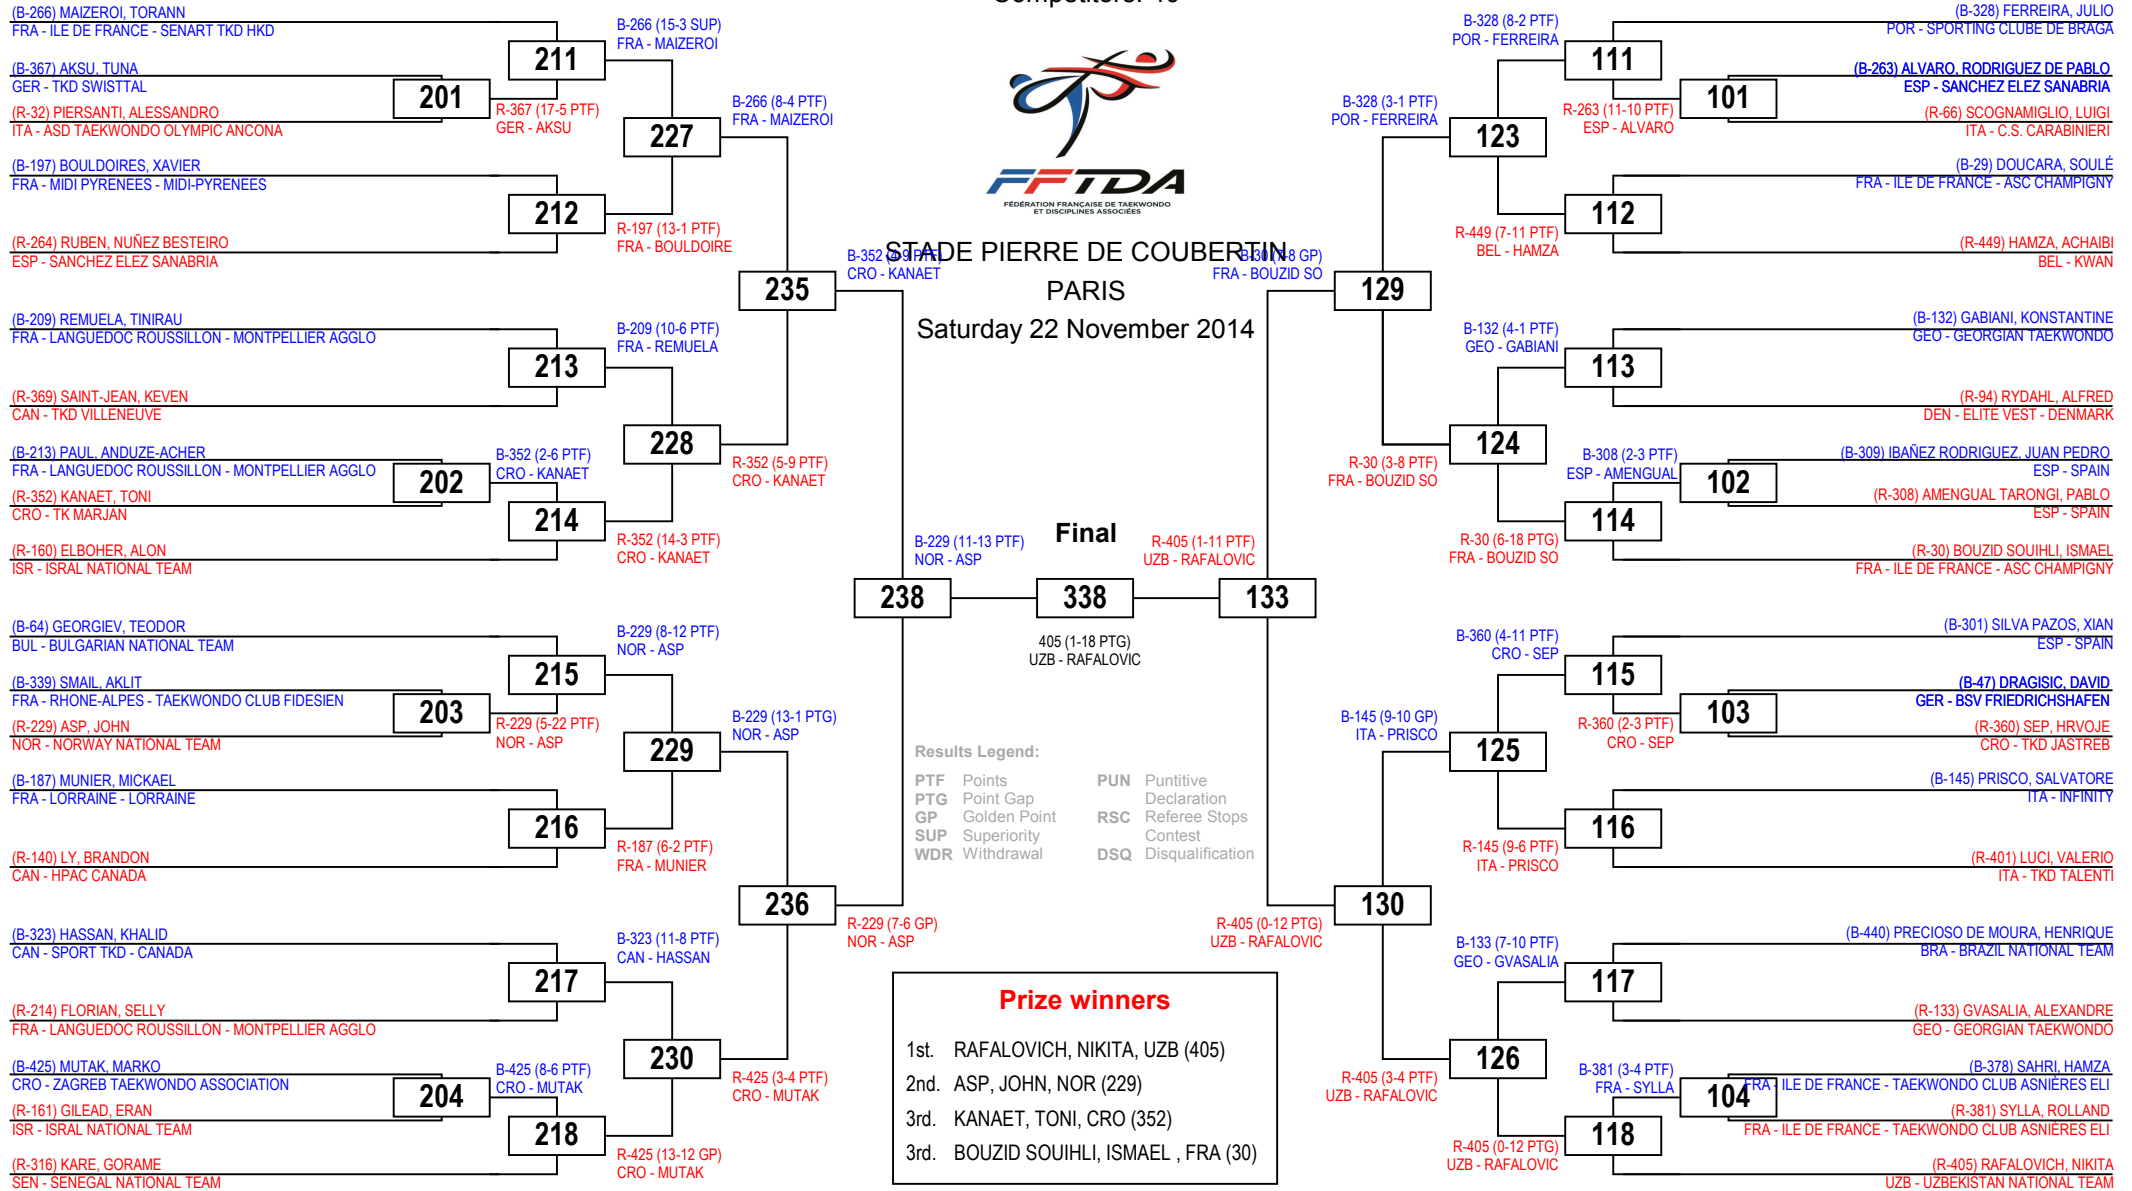 Competitors: 40
(B-266) MAIZEROI, TORANN
FRA - ILE DE FRANCE - SENART TKD HKD
(B-367) AKSU, TUNA
GER - TKD SWISTTAL
(R-32) PIERSANTI, ALESSANDRO
ITA - ASD TAEKWONDO OLYMPIC ANCONA
(B-197) BOULDOIRES, XAVIER
FRA - MIDI PYRENEES - MIDI-PYRENEES
(R-264) RUBEN, NUÑEZ BESTEIRO
ESP - SANCHEZ ELEZ SANABRIA
(B-209) REMUELA, TINIRAU
FRA - LANGUEDOC ROUSSILLON - MONTPELLIER AGGLO
(R-369) SAINT-JEAN, KEVEN
CAN - TKD VILLENEUVE
(B-213) PAUL, ANDUZE-ACHER
FRA - LANGUEDOC ROUSSILLON - MONTPELLIER AGGLO
(R-352) KANAET, TONI
CRO - TK MARJAN
(R-160) ELBOHER, ALON
ISR - ISRAL NATIONAL TEAM
(B-64) GEORGIEV, TEODOR
BUL - BULGARIAN NATIONAL TEAM
(B-339) SMAIL, AKLIT
FRA - RHONE-ALPES - TAEKWONDO CLUB FIDESIEN
(R-229) ASP, JOHN
NOR - NORWAY NATIONAL TEAM
(B-187) MUNIER, MICKAEL
FRA - LORRAINE - LORRAINE
(R-140) LY, BRANDON
CAN - HPAC CANADA
(B-323) HASSAN, KHALID
CAN - SPORT TKD - CANADA
(R-214) FLORIAN, SELLY
FRA - LANGUEDOC ROUSSILLON - MONTPELLIER AGGLO
(B-425) MUTAK, MARKO
CRO - ZAGREB TAEKWONDO ASSOCIATION
(R-161) GILEAD, ERAN
ISR - ISRAL NATIONAL TEAM
(R-316) KARE, GORAME
SEN - SENEGAL NATIONAL TEAM
201
R-367 (17-5 PTF)
GER - AKSU
202
B-352 (2-6 PTF)
CRO - KANAET
203
R-229 (5-22 PTF)
NOR - ASP
204
B-425 (8-6 PTF)
CRO - MUTAK
211
B-266 (15-3 SUP)
FRA - MAIZEROI
212
R-197 (13-1 PTF)
FRA - BOULDOIRE
213
B-209 (10-6 PTF)
FRA - REMUELA
214
R-352 (14-3 PTF)
CRO - KANAET
215
B-229 (8-12 PTF)
NOR - ASP
216
R-187 (6-2 PTF)
FRA - MUNIER
217
B-323 (11-8 PTF)
CAN - HASSAN
218
R-425 (13-12 GP)
CRO - MUTAK
227
B-266 (8-4 PTF)
FRA - MAIZEROI
228
R-352 (5-9 PTF)
CRO - KANAET
229
B-229 (13-1 PTG)
NOR - ASP
230
R-425 (3-4 PTF)
CRO - MUTAK
235
B-352 (4-9 PTF)
CRO - KANAET
236
R-229 (7-6 GP)
NOR - ASP
238
B-229 (11-13 PTF)
NOR - ASP
FFTDA
FÉDÉRATION FRANÇAISE DE TAEKWONDO
ET DISCIPLINES ASSOCIÉES
STADE PIERRE DE COUBERTIN
PARIS
Saturday 22 November 2014
Final
338
405 (1-18 PTG)
UZB - RAFALOVIC
Results Legend:
PTF Points
PTG Point Gap
GP Golden Point
SUP Superiority
WDR Withdrawal
PUN Puntitive
Declaration
RSC Referee Stops
Contest
DSQ Disqualification
Prize winners
1st. RAFALOVICH, NIKITA, UZB (405)
2nd. ASP, JOHN, NOR (229)
3rd. KANAET, TONI, CRO (352)
3rd. BOUZID SOUIHLI, ISMAEL , FRA (30)
R-405 (1-11 PTF)
UZB - RAFALOVIC
133
B-30 (7-8 GP)
FRA - BOUZID SO
129
R-405 (0-12 PTG)
UZB - RAFALOVIC
130
B-328 (3-1 PTF)
POR - FERREIRA
123
R-30 (3-8 PTF)
FRA - BOUZID SO
124
B-145 (9-10 GP)
ITA - PRISCO
125
R-405 (3-4 PTF)
UZB - RAFALOVIC
126
B-328 (8-2 PTF)
POR - FERREIRA
111
R-449 (7-11 PTF)
BEL - HAMZA
112
B-132 (4-1 PTF)
GEO - GABIANI
113
R-30 (6-18 PTG)
FRA - BOUZID SO
114
B-360 (4-11 PTF)
CRO - SEP
115
R-145 (9-6 PTF)
ITA - PRISCO
116
B-133 (7-10 PTF)
GEO - GVASALIA
117
R-405 (0-12 PTG)
UZB - RAFALOVIC
118
R-263 (11-10 PTF)
ESP - ALVARO
101
B-308 (2-3 PTF)
ESP - AMENGUAL
102
R-360 (2-3 PTF)
CRO - SEP
103
B-381 (3-4 PTF)
FRA - SYLLA
104
(B-328) FERREIRA, JULIO
POR - SPORTING CLUBE DE BRAGA
(B-263) ALVARO, RODRIGUEZ DE PABLO
ESP - SANCHEZ ELEZ SANABRIA
(R-66) SCOGNAMIGLIO, LUIGI
ITA - C.S. CARABINIERI
(B-29) DOUCARA, SOULÉ
FRA - ILE DE FRANCE - ASC CHAMPIGNY
(R-449) HAMZA, ACHAIBI
BEL - KWAN
(B-132) GABIANI, KONSTANTINE
GEO - GEORGIAN TAEKWONDO
(R-94) RYDAHL, ALFRED
DEN - ELITE VEST - DENMARK
(B-309) IBAÑEZ RODRIGUEZ, JUAN PEDRO
ESP - SPAIN
(R-308) AMENGUAL TARONGI, PABLO
ESP - SPAIN
(R-30) BOUZID SOUIHLI, ISMAEL
FRA - ILE DE FRANCE - ASC CHAMPIGNY
(B-301) SILVA PAZOS, XIAN
ESP - SPAIN
(B-47) DRAGISIC, DAVID
GER - BSV FRIEDRICHSHAFEN
(R-360) SEP, HRVOJE
CRO - TKD JASTREB
(B-145) PRISCO, SALVATORE
ITA - INFINITY
(R-401) LUCI, VALERIO
ITA - TKD TALENTI
(B-440) PRECIOSO DE MOURA, HENRIQUE
BRA - BRAZIL NATIONAL TEAM
(R-133) GVASALIA, ALEXANDRE
GEO - GEORGIAN TAEKWONDO
(B-378) SAHRI, HAMZA
FRA - ILE DE FRANCE - TAEKWONDO CLUB ASNIÈRES ELI
(R-381) SYLLA, ROLLAND
FRA - ILE DE FRANCE - TAEKWONDO CLUB ASNIÈRES ELI
(R-405) RAFALOVICH, NIKITA
UZB - UZBEKISTAN NATIONAL TEAM